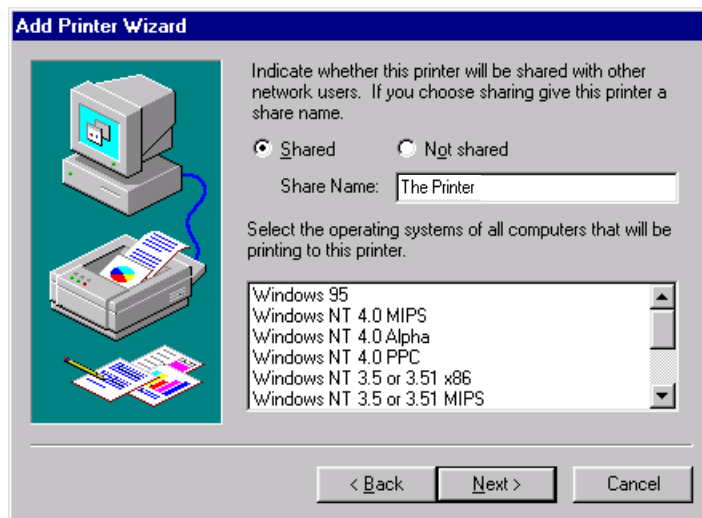 Add Printer Wizard
Indicate whether this printer will be shared with other
network users. If you choose sharing give this printer a
share name.
Shared Not shared
Share Name: The Printer
Select the operating systems of all computers that will be
printing to this printer.
Windows 95
Windows NT 4.0 MIPS
Windows NT 4.0 Alpha
Windows NT 4.0 PPC
Windows NT 3.5 or 3.51 x86
Windows NT 3.5 or 3.51 MIPS
< Back Next > Cancel